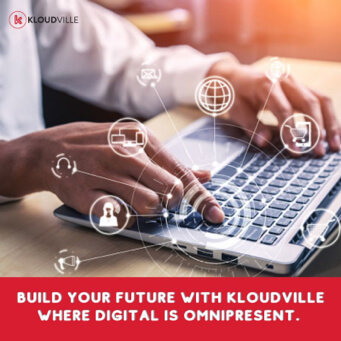 KLOUDVILLE
BUILD YOUR FUTURE WITH KLOUDVILLE
WHERE DIGITAL IS OMNIPRESENT.